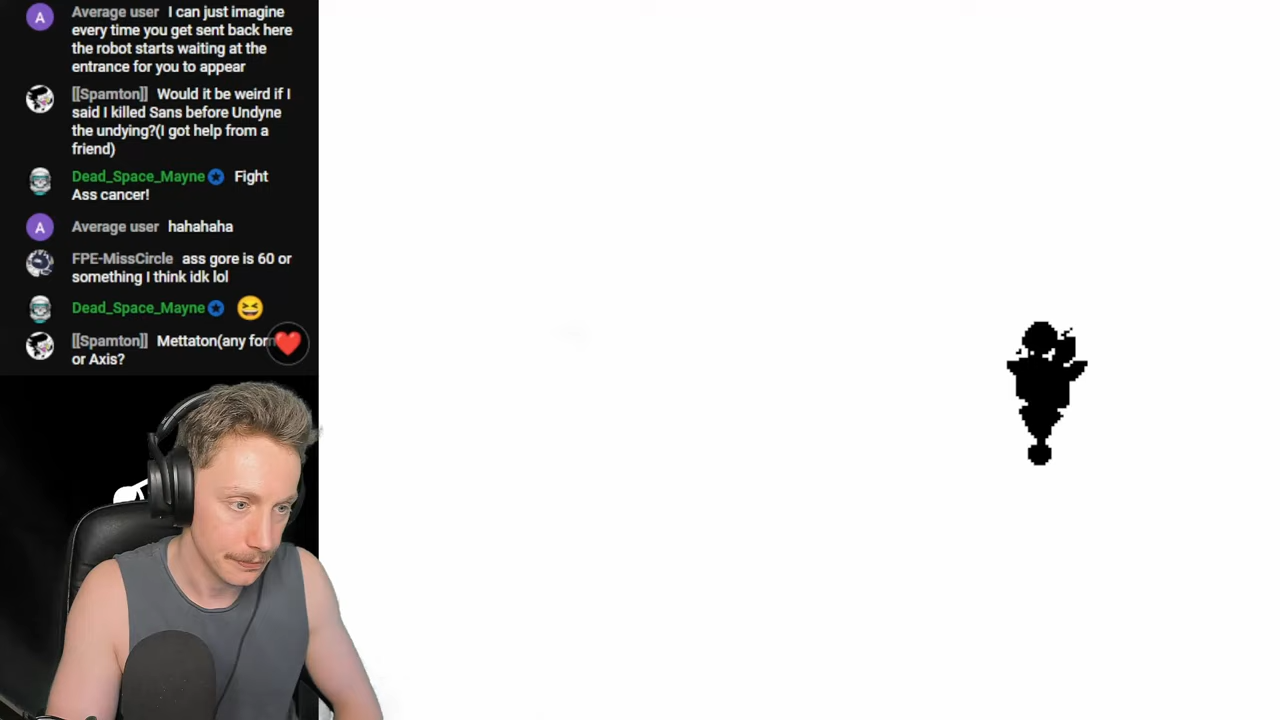 Average user I can just imagine
every time you get sent back here
the robot starts waiting at the
entrance for you to appear
[[Spamton]] Would it be weird if I
said I killed Sans before Undyne
the undying?(I got help from a
friend)
Dead_Space_Mayne Fight
Ass cancer!
Average user hahahaha
FPE-MissCircle ass gore is 60 or
something I think idk lol
Dead_Space_Mayne 😆
[[Spamton]] Mettaton(any
or Axis?